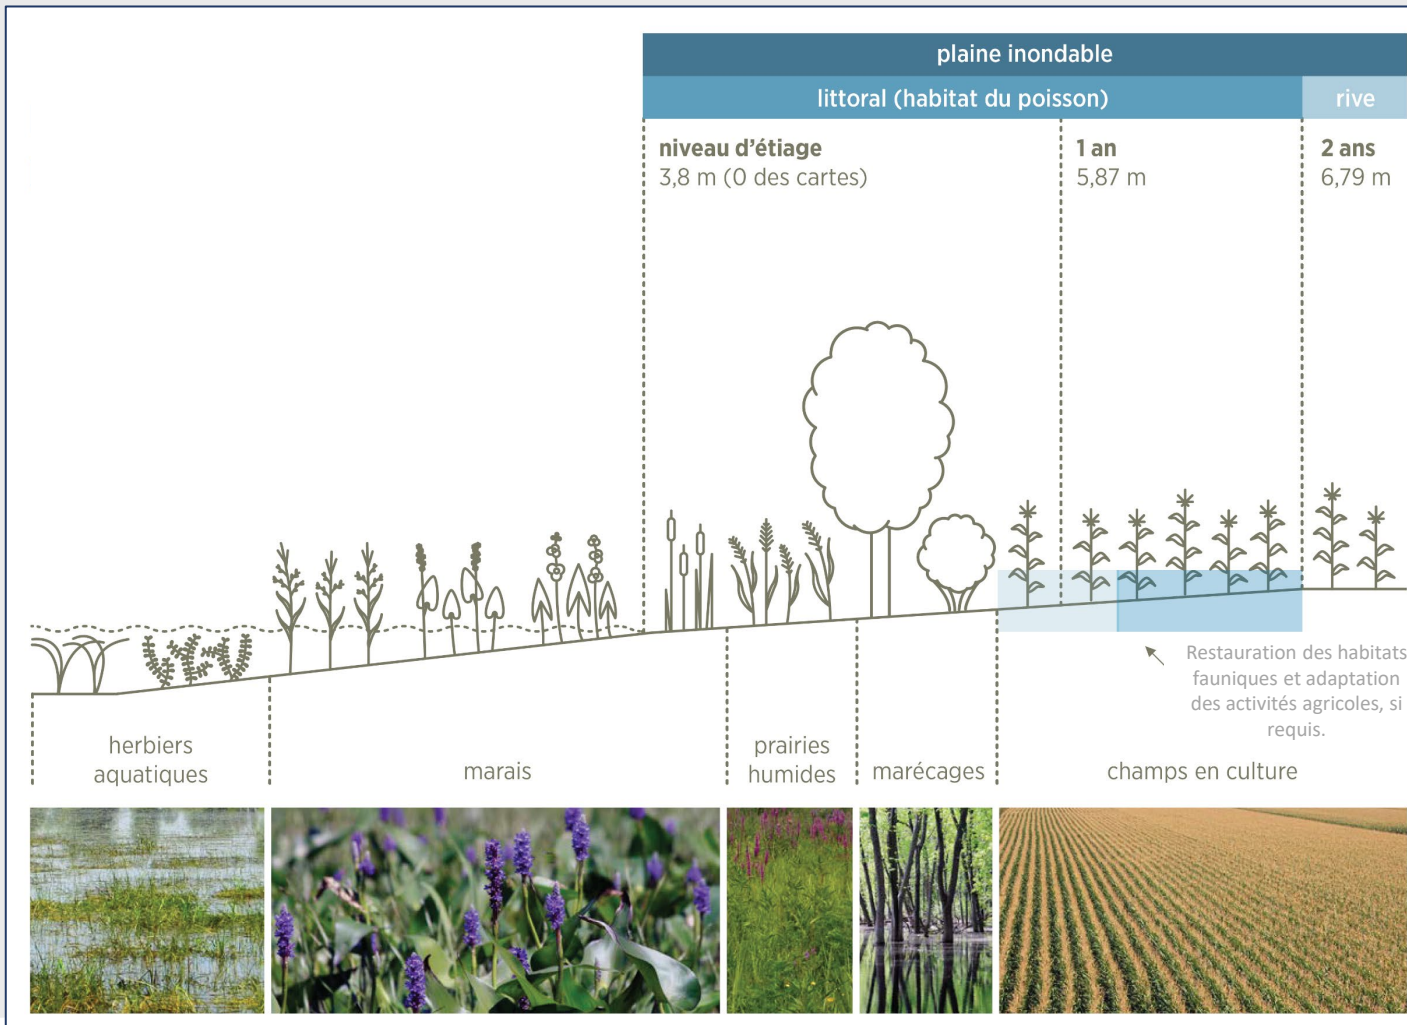 plaine inondable
littoral (habitat du poisson)
rive
niveau d'étiage
3,8 m (0 des cartes)
1 an
5,87 m
2 ans
6,79 m
Restauration des habitats
fauniques et adaptation
des activités agricoles, si
requis.
herbiers
aquatiques
marais
prairies
humides
marécages
champs en culture